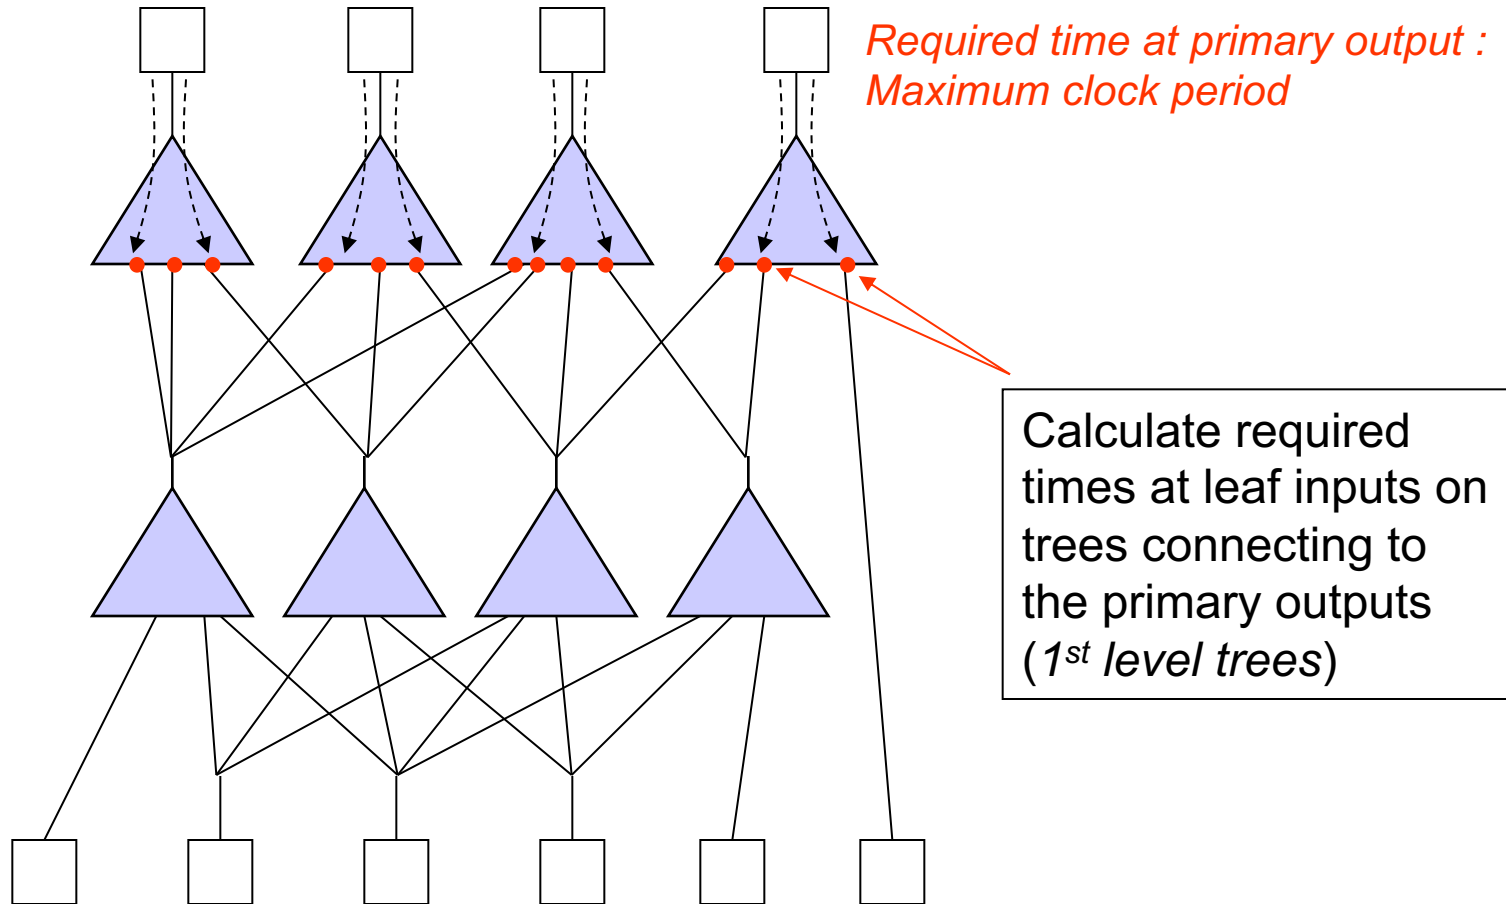 Required time at primary output :
Maximum clock period
Calculate required
times at leaf inputs on
trees connecting to
the primary outputs
(1st level trees)